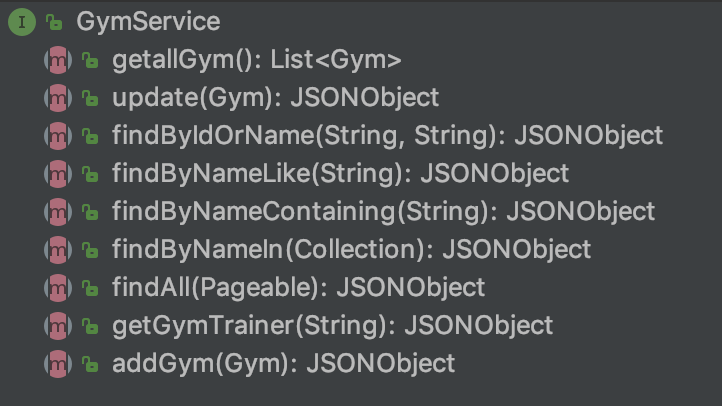 I GymService
m getallGym(): List<Gym>
m update(Gym): JSONObject
m findByIdOrName(String, String): JSONObject
m findByNameLike(String): JSONObject
m findByNameContaining(String): JSONObject
m findByNameIn(Collection): JSONObject
m findAll(Pageable): JSONObject
m getGymTrainer(String): JSONObject
m addGym(Gym): JSONObject